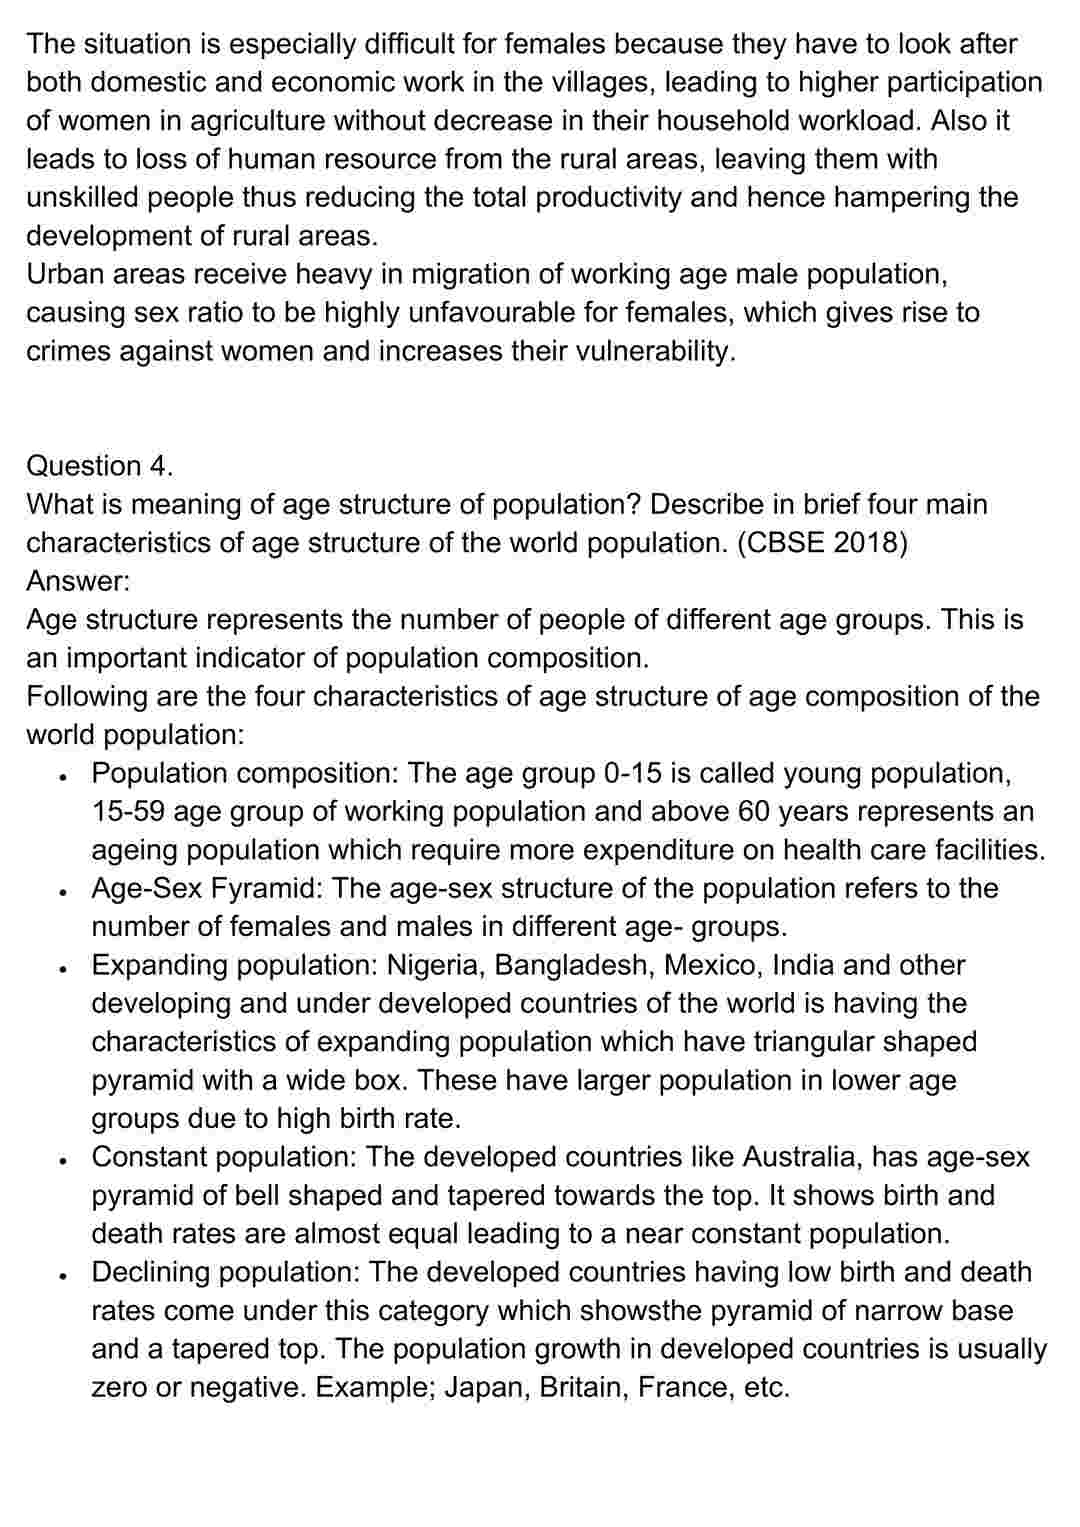 The situation is especially difficult for females because they have to look after
both domestic and economic work in the villages, leading to higher participation
of women in agriculture without decrease in their household workload. Also it
leads to loss of human resource from the rural areas, leaving them with
unskilled people thus reducing the total productivity and hence hampering the
development of rural areas.
Urban areas receive heavy in migration of working age male population,
causing sex ratio to be highly unfavourable for females, which gives rise to
crimes against women and increases their vulnerability.
Question 4.
What is meaning of age structure of population? Describe in brief four main
characteristics of age structure of the world population. (CBSE 2018)
Answer:
Age structure represents the number of people of different age groups. This is
an important indicator of population composition.
Following are the four characteristics of age structure of age composition of the
world population:
• Population composition: The age group 0-15 is called young population,
15-59 age group of working population and above 60 years represents an
ageing population which require more expenditure on health care facilities.
• Age-Sex Fyramid: The age-sex structure of the population refers to the
number of females and males in different age- groups.
• Expanding population: Nigeria, Bangladesh, Mexico, India and other
developing and under developed countries of the world is having the
characteristics of expanding population which have triangular shaped
pyramid with a wide box. These have larger population in lower age
groups due to high birth rate.
• Constant population: The developed countries like Australia, has age-sex
pyramid of bell shaped and tapered towards the top. It shows birth and
death rates are almost equal leading to a near constant population.
• Declining population: The developed countries having low birth and death
rates come under this category which showsthe pyramid of narrow base
and a tapered top. The population growth in developed countries is usually
zero or negative. Example; Japan, Britain, France, etc.